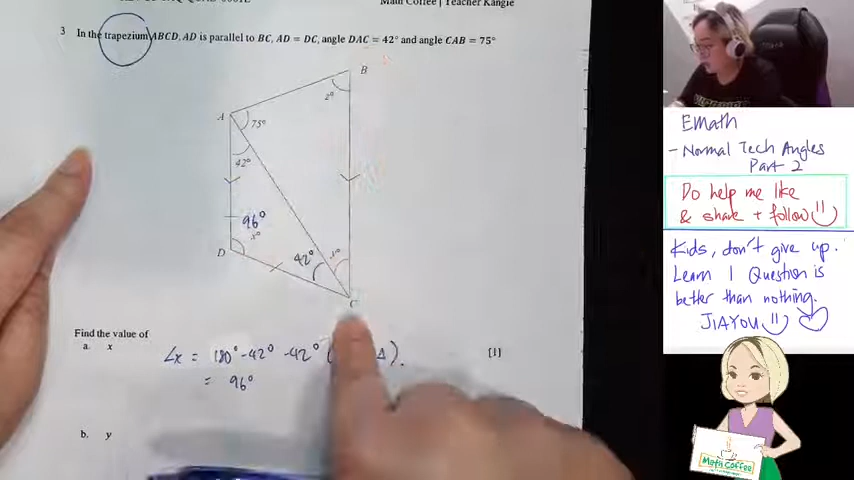 Math Coffee | Teacher Kangie
3 In the trapezium ABCD, AD is parallel to BC, AD = DC, angle DAC = 42° and angle CAB = 75°
B
z°
A
75°
42°
96°
x°
D
42°
y°
C
Find the value of
a. x
∠x = 180° - 42° - 42° ( Δ).
[1]
= 96°
b. y
EMath
- Normal Tech Angles
Part 2
Do help me like
& share + follow
Kids, don't give up.
Learn 1 Question is
better than nothing.
JIAYOU
Math Coffee